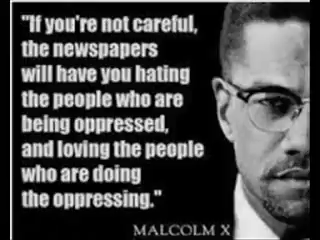 "If you're not careful,
the newspapers
will have you hating
the people who are
being oppressed,
and loving the people
who are doing
the oppressing."
MALCOLM X